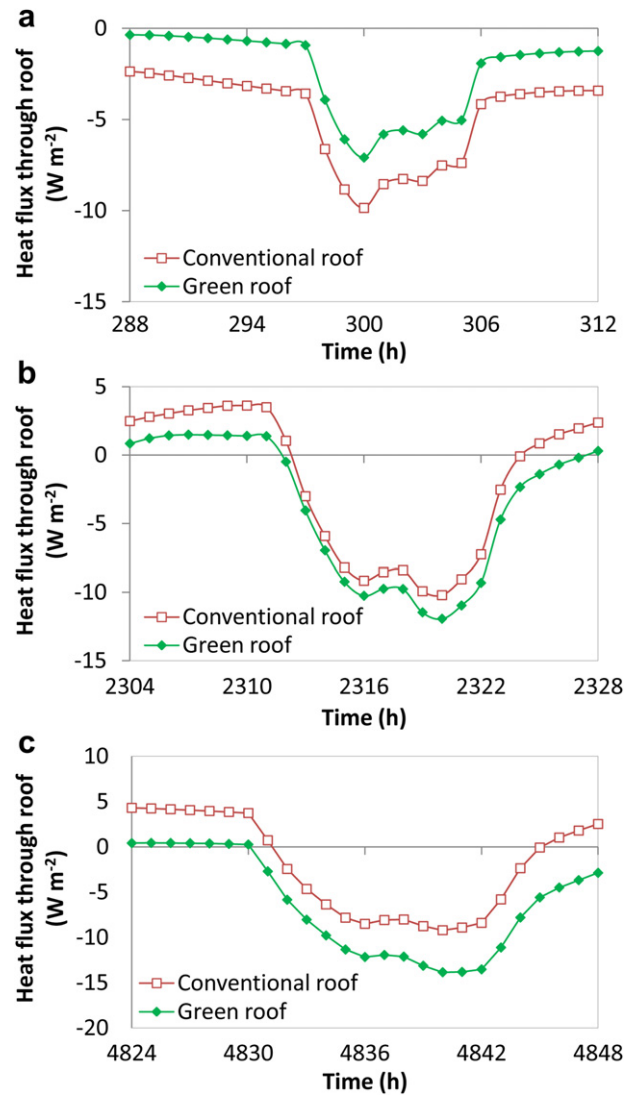 a
Heat flux through roof
(W m-2)
0
-5
-10
-15
Conventional roof
Green roof
288 294 300 306 312
Time (h)
b
Heat flux through roof
(W m-2)
5
0
-5
-10
-15
Conventional roof
Green roof
2304 2310 2316 2322 2328
Time (h)
c
Heat flux through roof
(W m-2)
10
5
0
-5
-10
-15
-20
Conventional roof
Green roof
4824 4830 4836 4842 4848
Time (h)